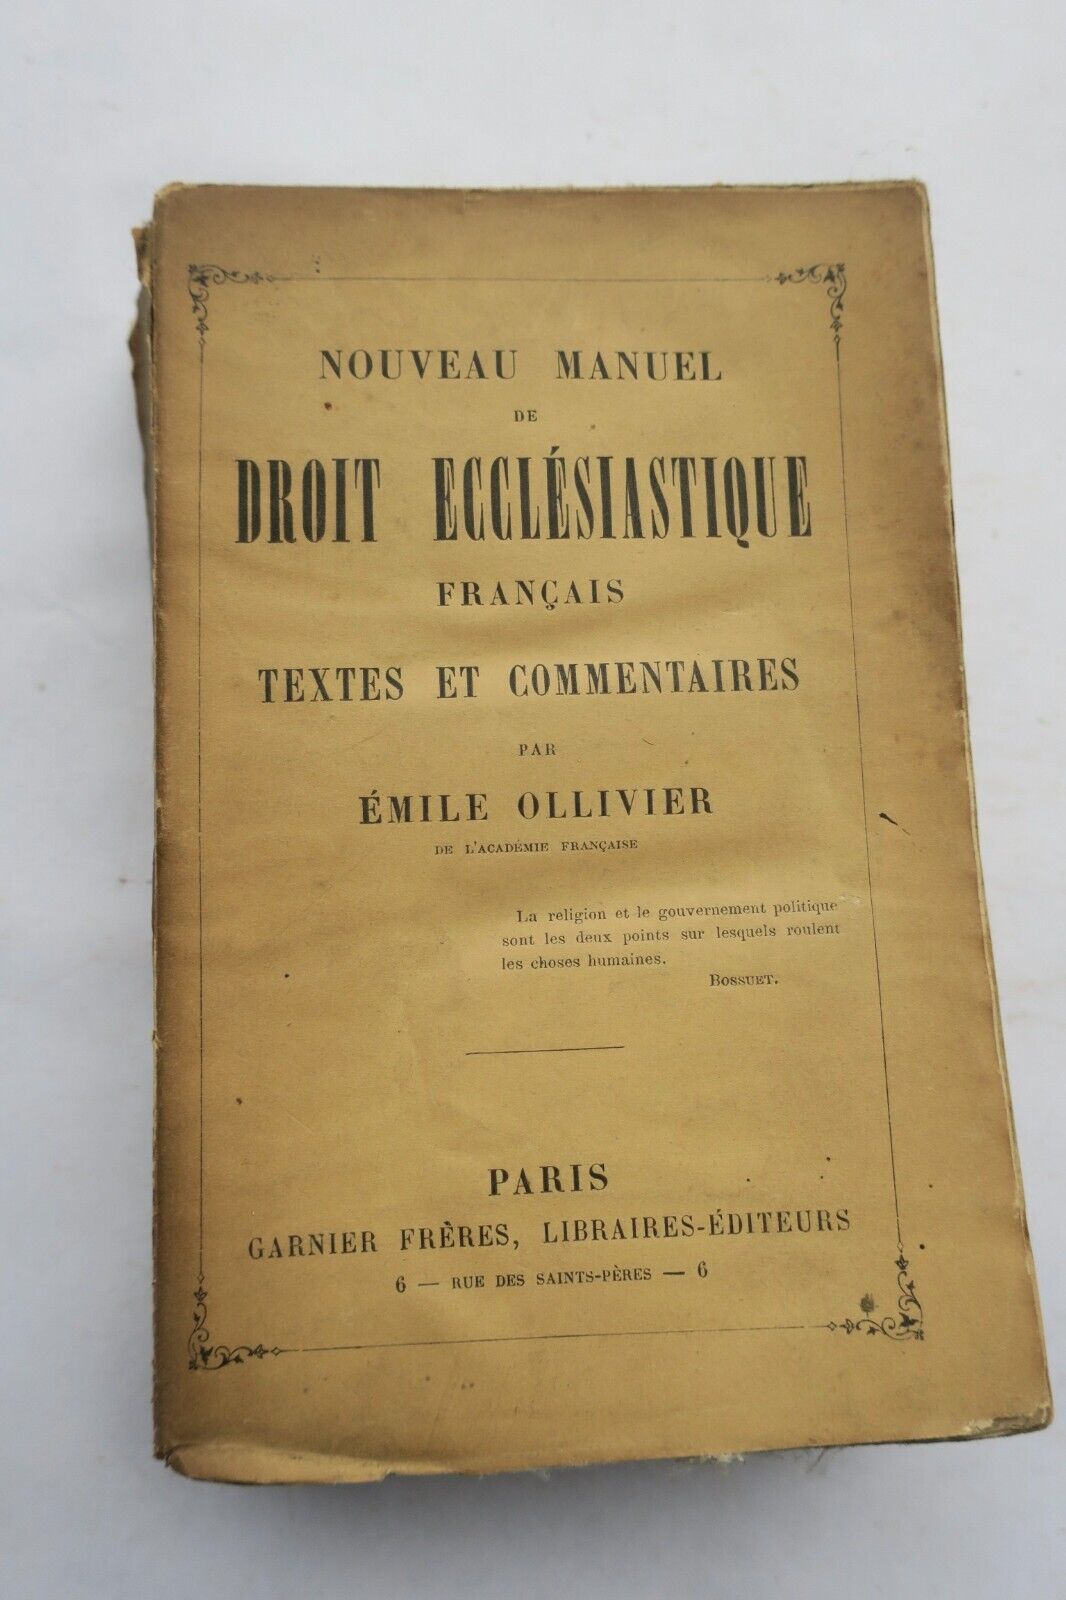 NOUVEAU MANUEL
DE
DROIT ECCLÉSIASTIQUE
FRANÇAIS
TEXTES ET COMMENTAIRES
PAR
ÉMILE OLLIVIER
DE L'ACADÉMIE FRANÇAISE
La religion et le gouvernement politique
sont les deux points sur lesquels roulent
les choses humaines.
BOSSUET.
PARIS
GARNIER FRÈRES, LIBRAIRES-ÉDITEURS
6 — RUE DES SAINTS-PÈRES — 6